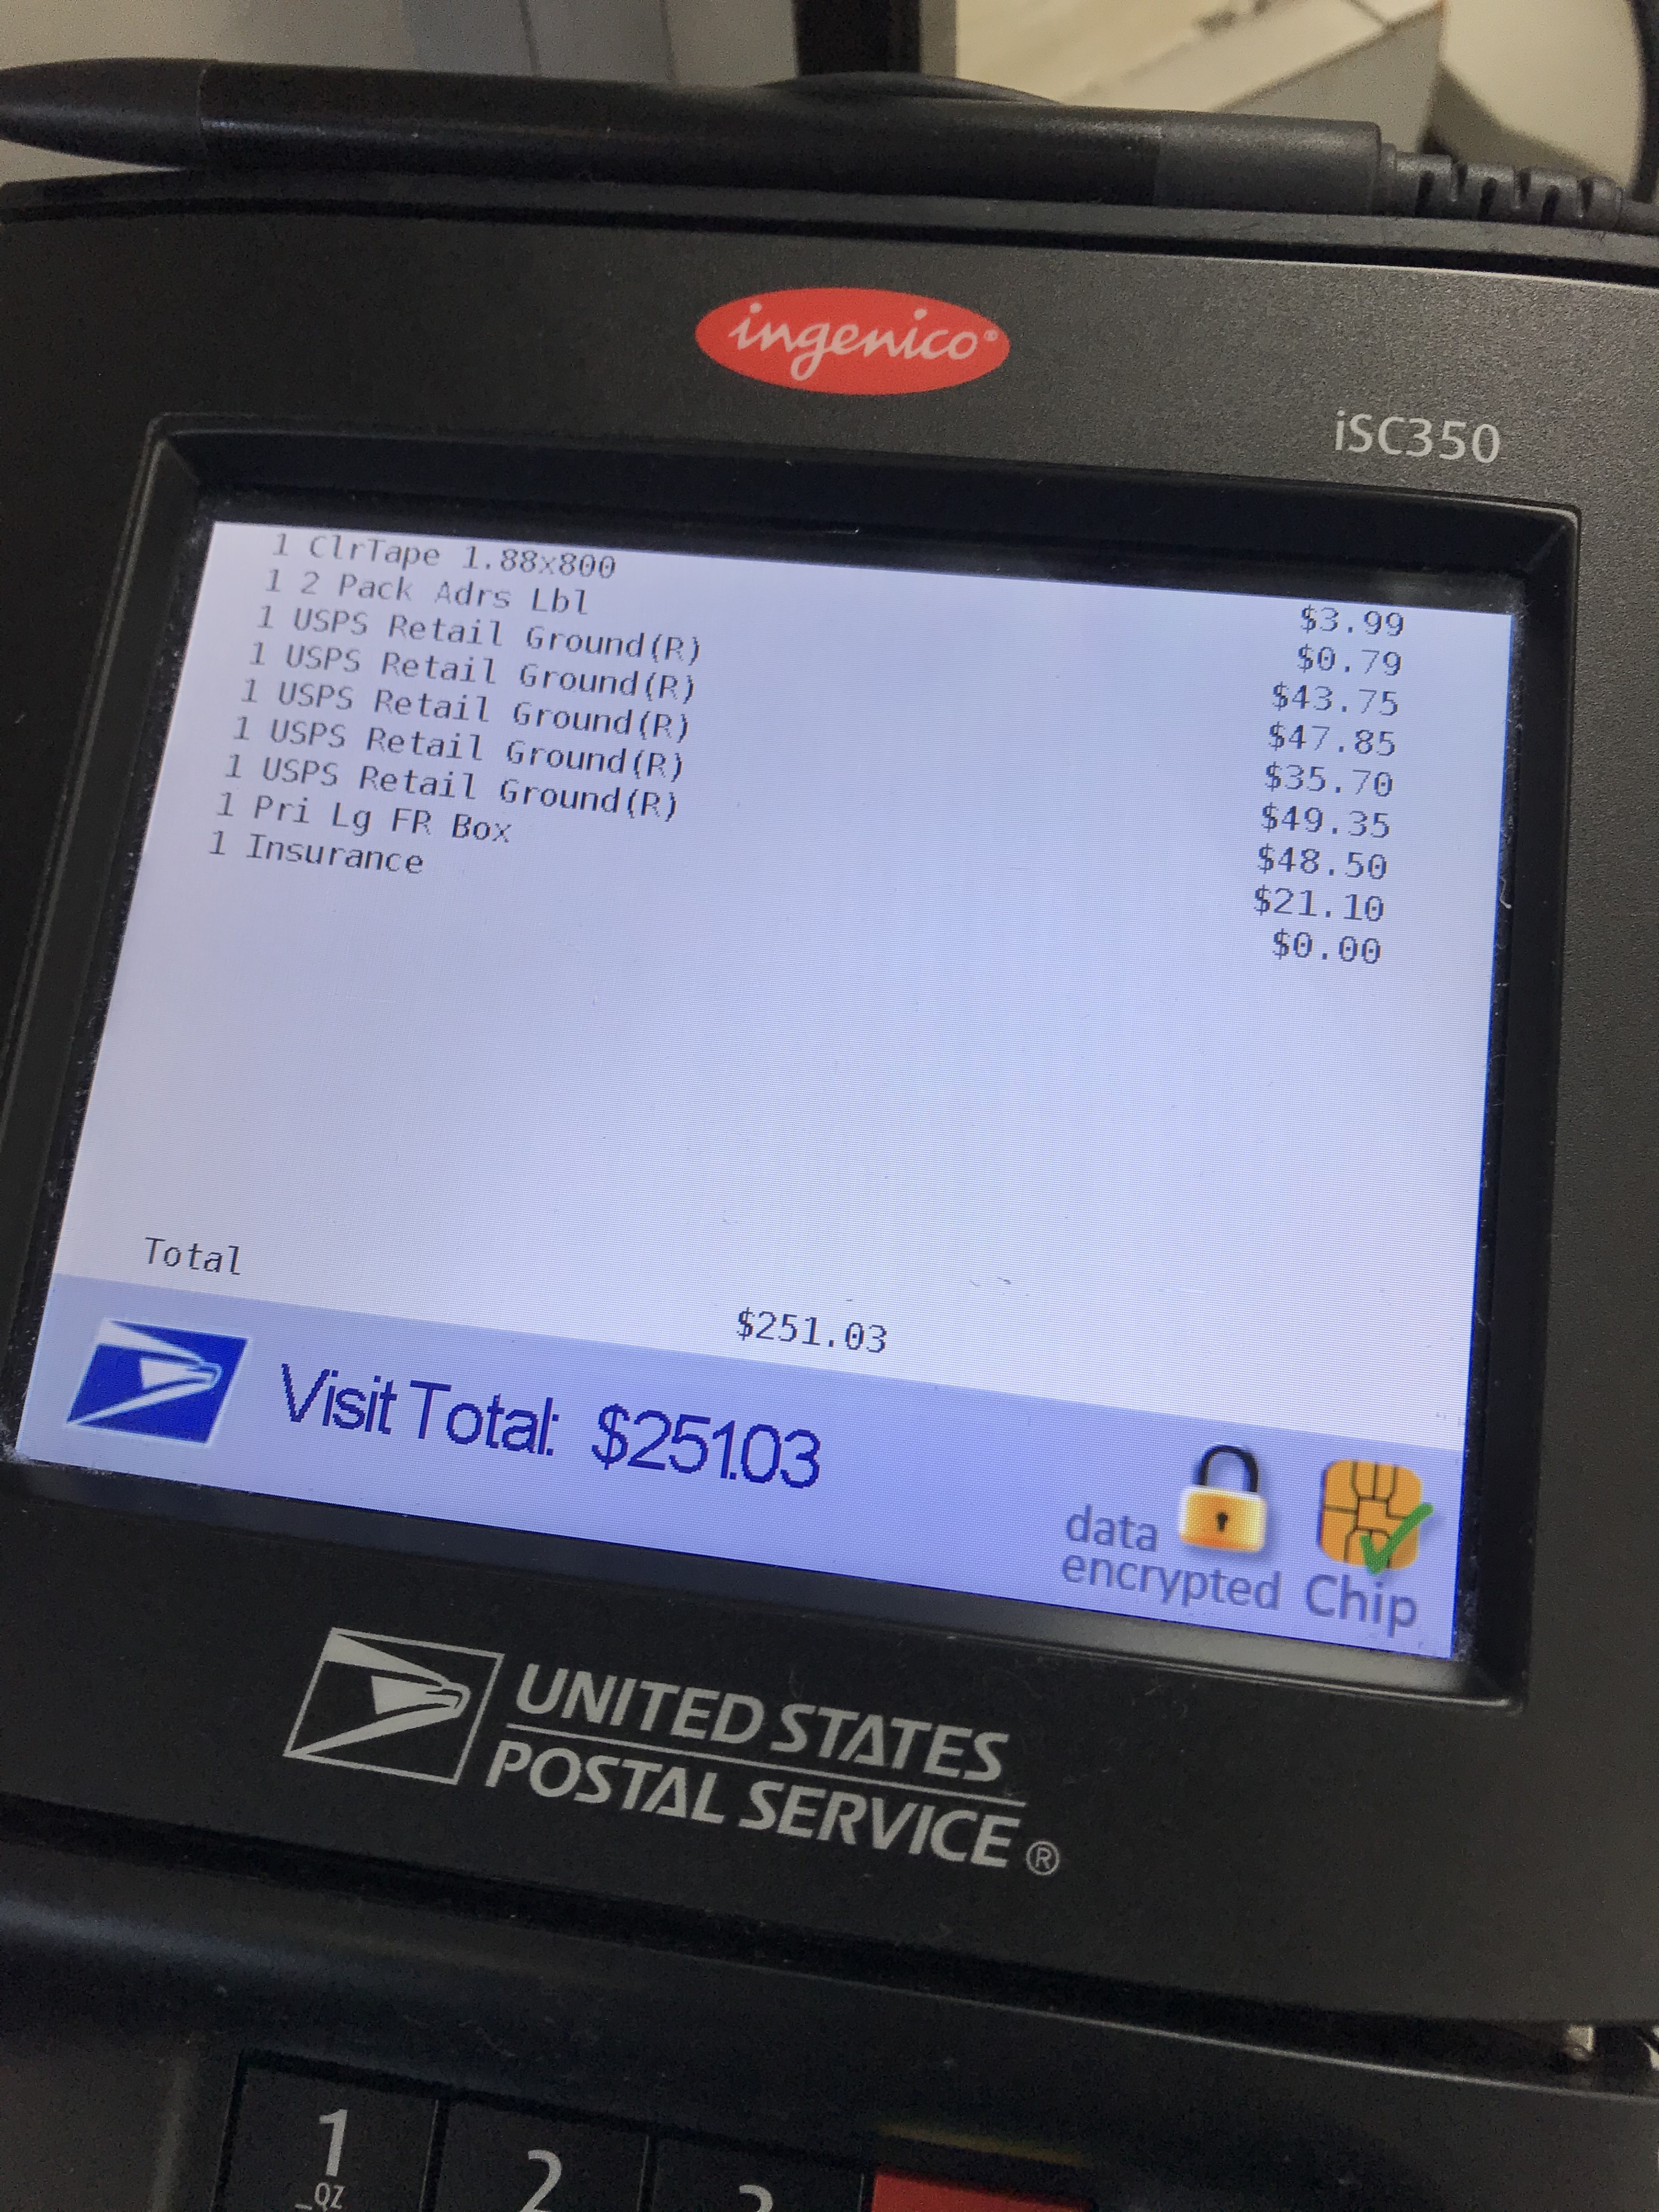 ingenico®
iSC350
1 ClrTape 1.88x800 $3.99
1 2 Pack Adrs Lbl $0.79
1 USPS Retail Ground(R) $43.75
1 USPS Retail Ground(R) $47.85
1 USPS Retail Ground(R) $35.70
1 USPS Retail Ground(R) $49.35
1 USPS Retail Ground(R) $48.50
1 Pri Lg FR Box $21.10
1 Insurance $0.00
Total $251.03
Visit Total: $251.03
data encrypted
Chip
UNITED STATES
POSTAL SERVICE®
1 2 3
QZ